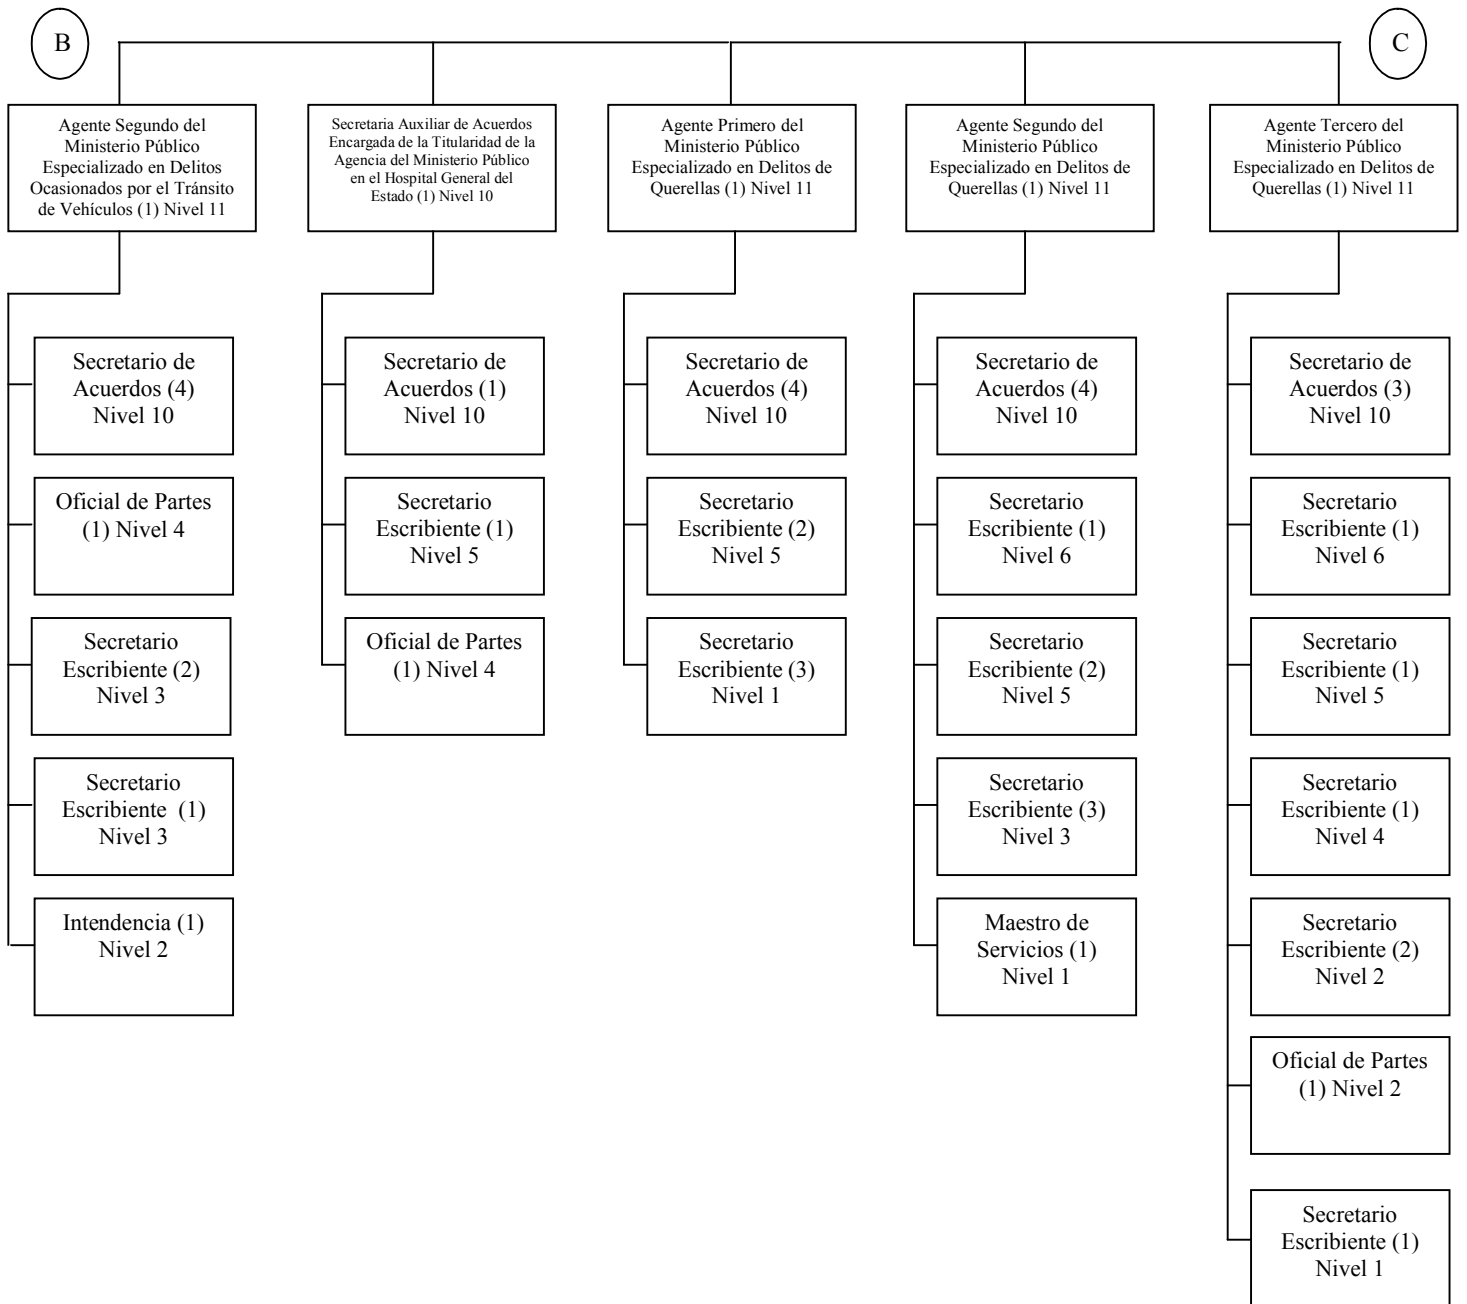 B
C
Agente Segundo del
Ministerio Público
Especializado en Delitos
Ocasionados por el Tránsito
de Vehículos (1) Nivel 11
Secretaria Auxiliar de Acuerdos
Encargada de la Titularidad de la
Agencia del Ministerio Público
en el Hospital General del
Estado (1) Nivel 10
Agente Primero del
Ministerio Público
Especializado en Delitos de
Querellas (1) Nivel 11
Agente Segundo del
Ministerio Público
Especializado en Delitos de
Querellas (1) Nivel 11
Agente Tercero del
Ministerio Público
Especializado en Delitos de
Querellas (1) Nivel 11
Secretario de
Acuerdos (4)
Nivel 10
Oficial de Partes
(1) Nivel 4
Secretario
Escribiente (2)
Nivel 3
Secretario
Escribiente (1)
Nivel 3
Intendencia (1)
Nivel 2
Secretario de
Acuerdos (1)
Nivel 10
Secretario
Escribiente (1)
Nivel 5
Oficial de Partes
(1) Nivel 4
Secretario de
Acuerdos (4)
Nivel 10
Secretario
Escribiente (2)
Nivel 5
Secretario
Escribiente (3)
Nivel 1
Secretario de
Acuerdos (4)
Nivel 10
Secretario
Escribiente (1)
Nivel 6
Secretario
Escribiente (2)
Nivel 5
Secretario
Escribiente (3)
Nivel 3
Maestro de
Servicios (1)
Nivel 1
Secretario de
Acuerdos (3)
Nivel 10
Secretario
Escribiente (1)
Nivel 6
Secretario
Escribiente (1)
Nivel 5
Secretario
Escribiente (1)
Nivel 4
Secretario
Escribiente (2)
Nivel 2
Oficial de Partes
(1) Nivel 2
Secretario
Escribiente (1)
Nivel 1